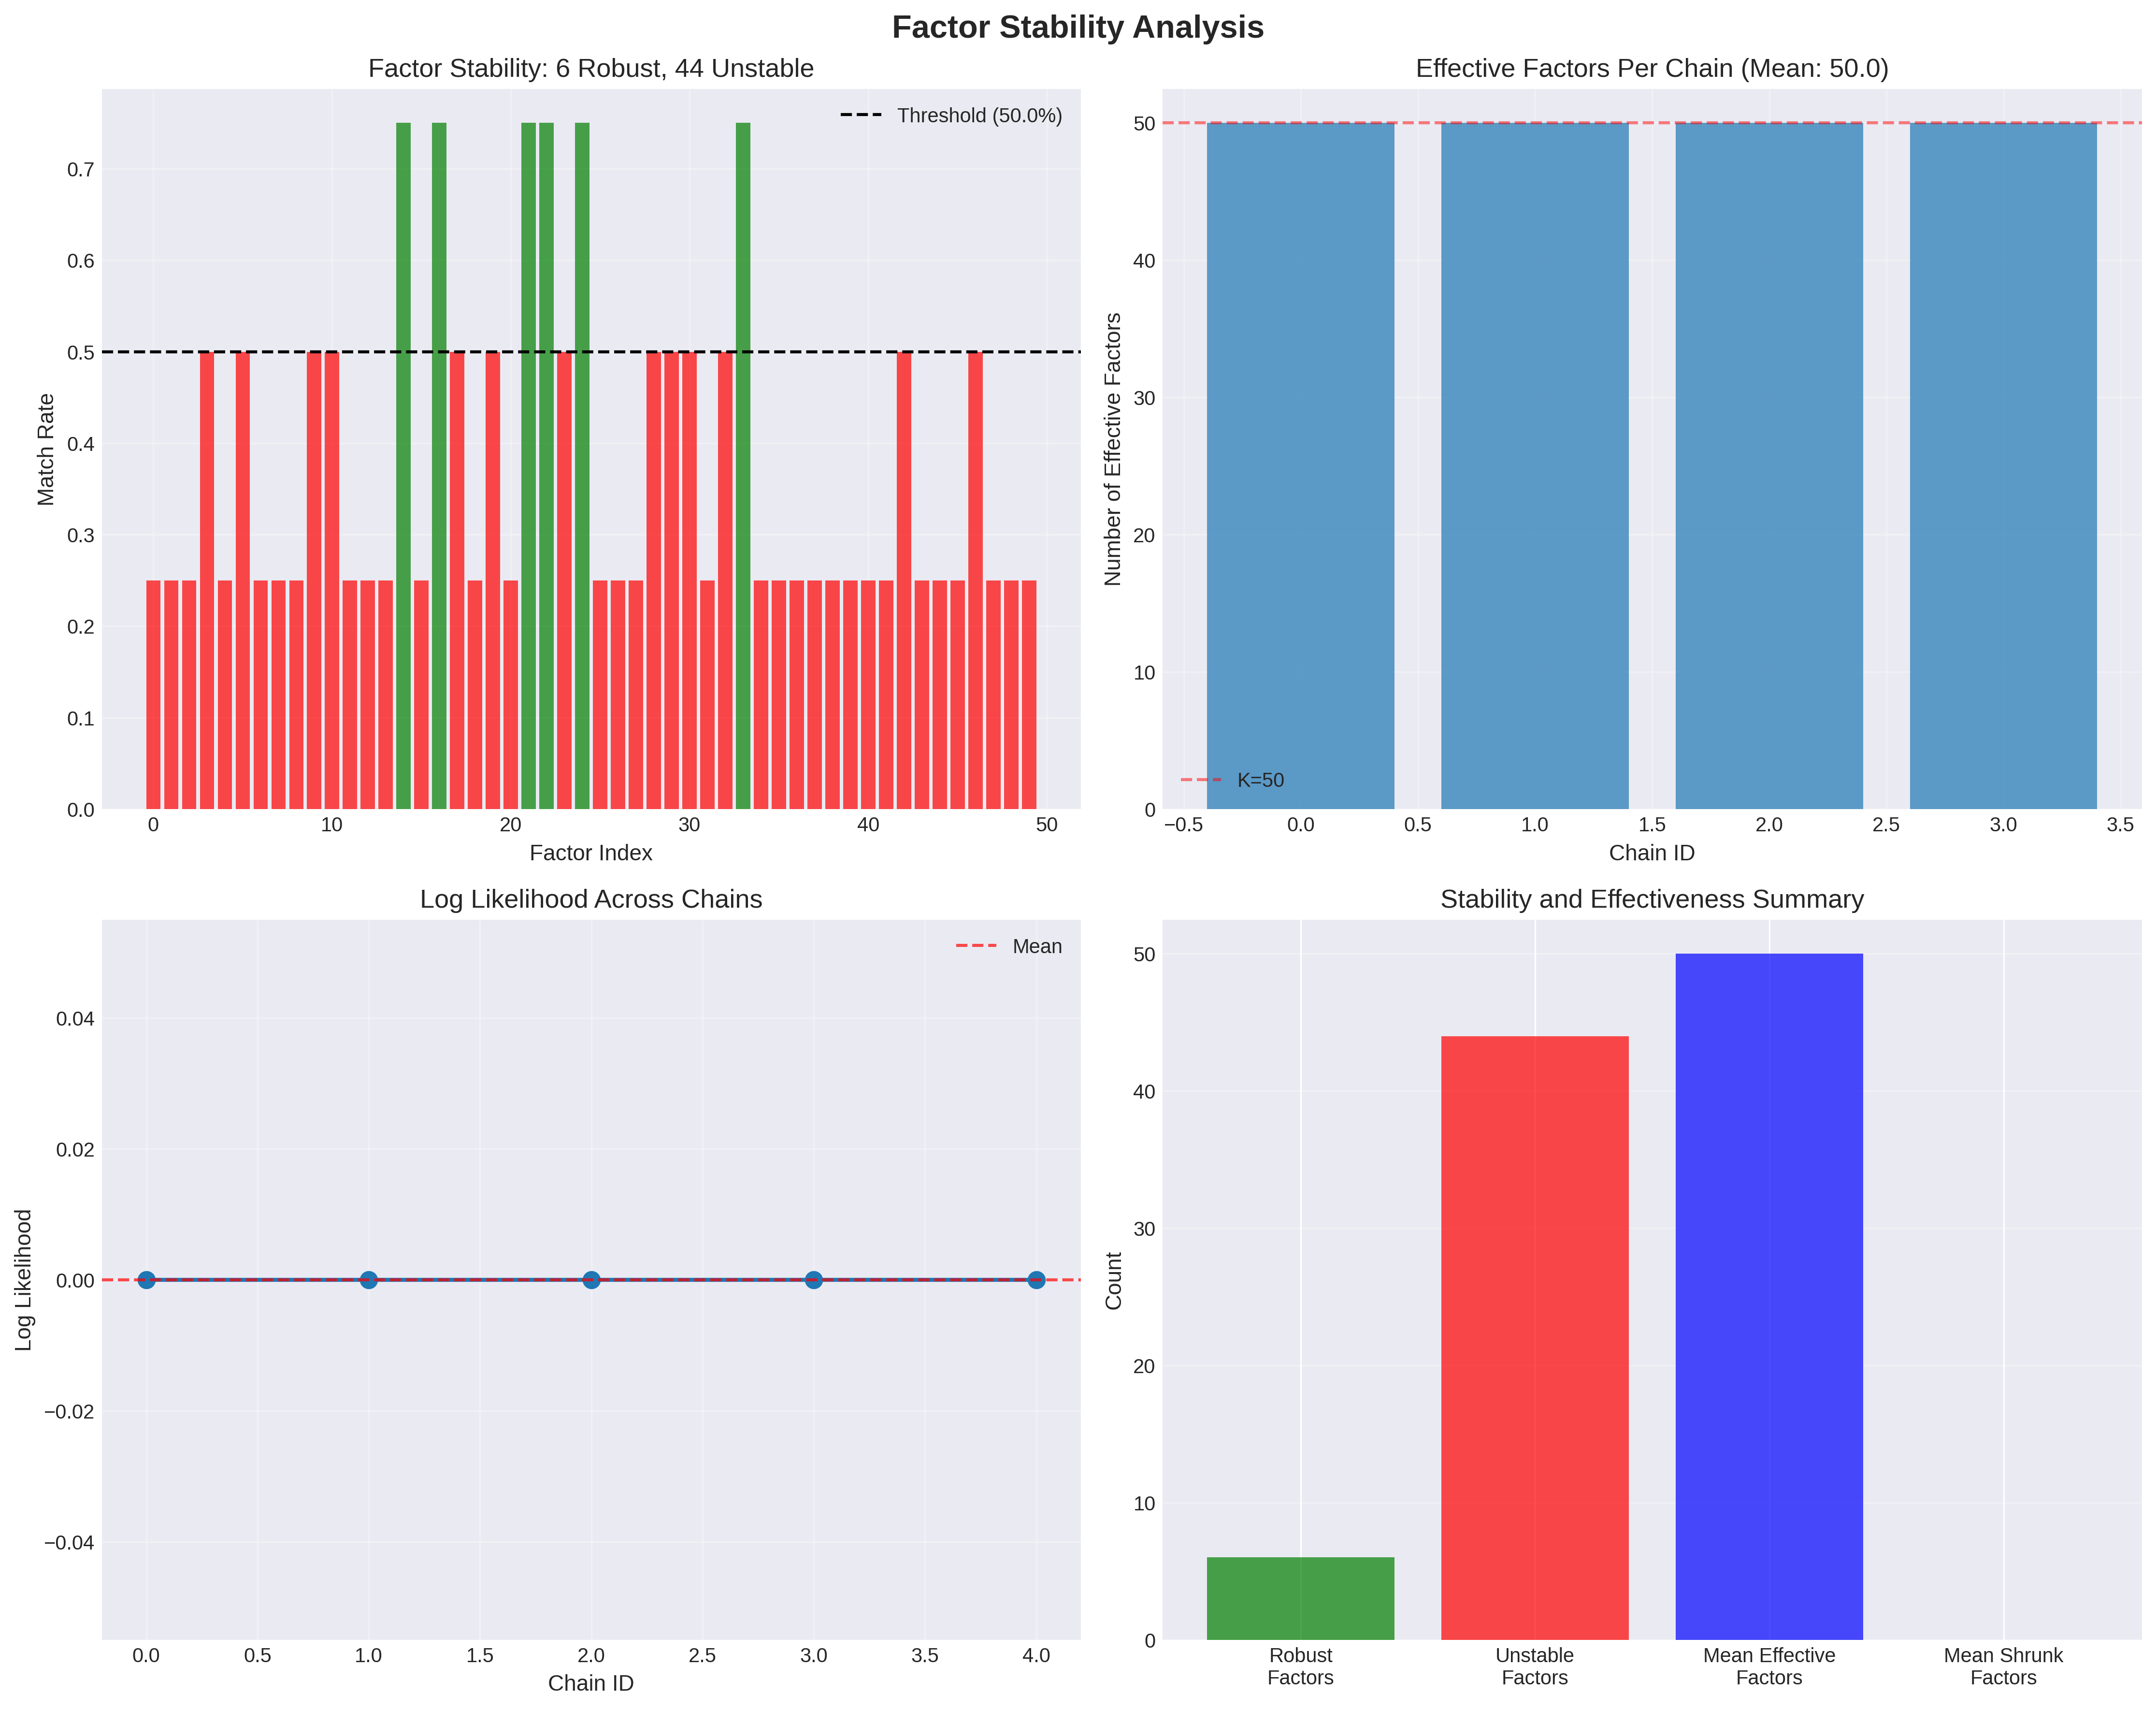 Factor Stability Analysis
Factor Stability: 6 Robust, 44 Unstable
Threshold (50.0%)
Match Rate
0.7
0.6
0.5
0.4
0.3
0.2
0.1
0.0
0 10 20 30 40 50
Factor Index
Effective Factors Per Chain (Mean: 50.0)
Number of Effective Factors
50
40
30
20
10
0
K=50
−0.5 0.0 0.5 1.0 1.5 2.0 2.5 3.0 3.5
Chain ID
Log Likelihood Across Chains
Mean
Log Likelihood
0.04
0.02
0.00
−0.02
−0.04
0.0 0.5 1.0 1.5 2.0 2.5 3.0 3.5 4.0
Chain ID
Stability and Effectiveness Summary
Count
50
40
30
20
10
0
Robust
Factors
Unstable
Factors
Mean Effective
Factors
Mean Shrunk
Factors